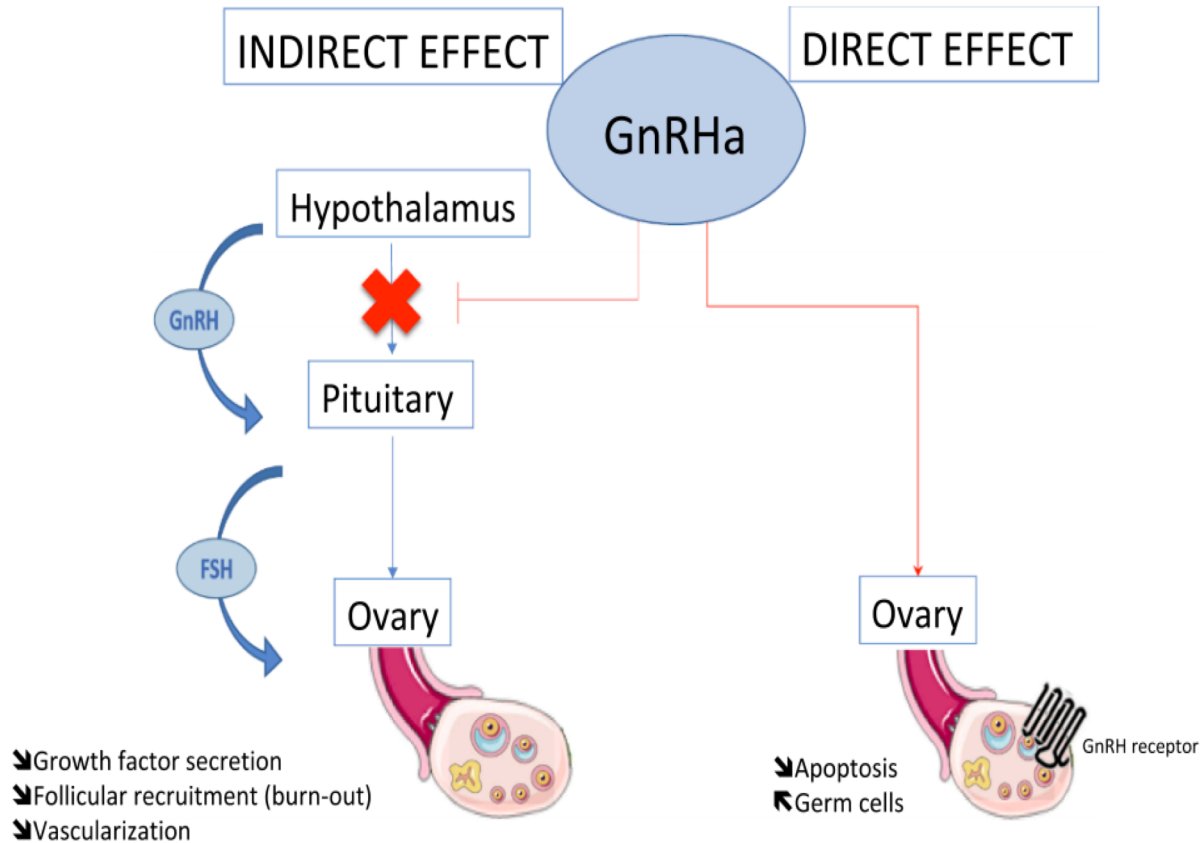 INDIRECT EFFECT
DIRECT EFFECT
GnRHa
Hypothalamus
GnRH
Pituitary
FSH
Ovary
Ovary
GnRH receptor
↘Growth factor secretion
↘Follicular recruitment (burn-out)
↘Vascularization
↘Apoptosis
↖Germ cells